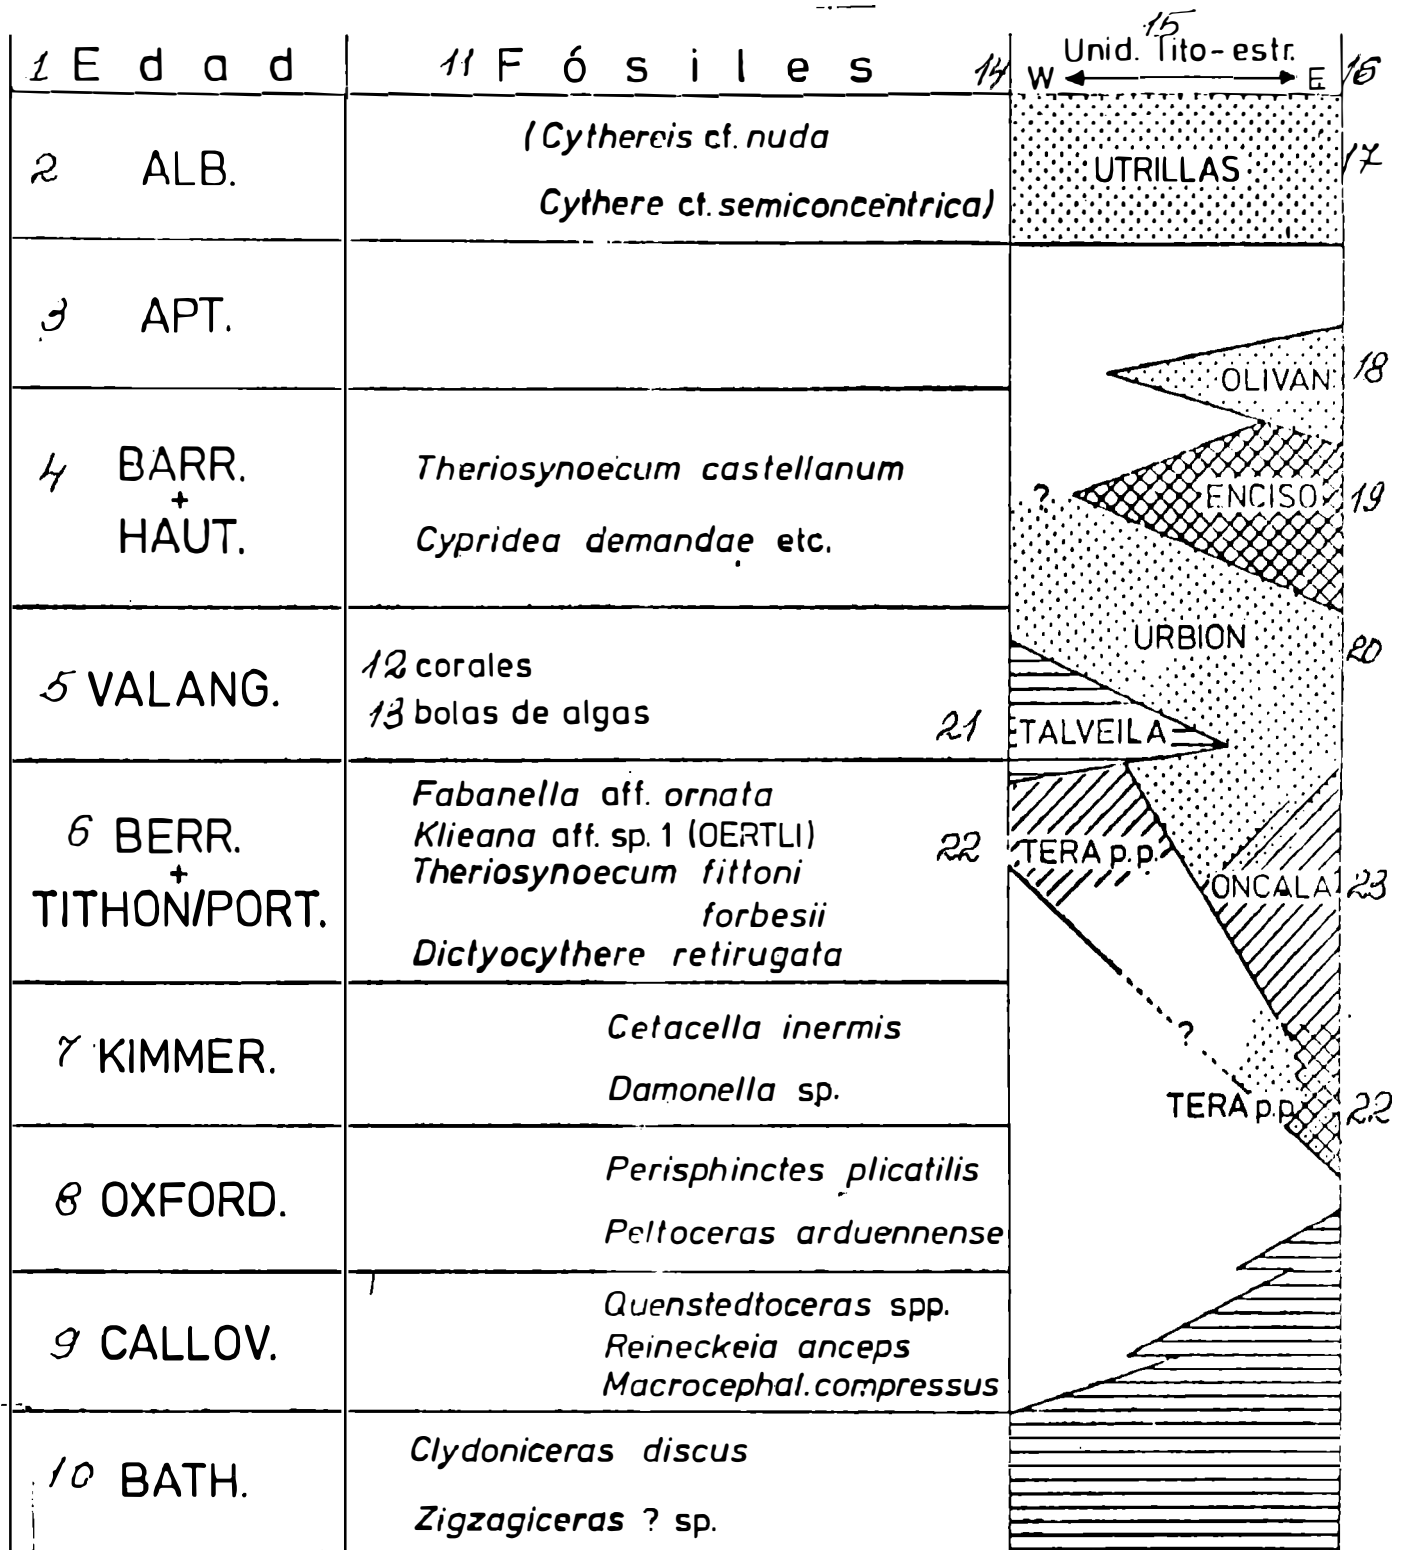 1 E d a d 11 F ó s i l e s 14 15 16
Unid. lito-estr.
W E
2 ALB. (Cythereis cf. nuda UTRILLAS 17
Cythere cf. semiconcentrica)
3 APT.
OLIVAN 18
4 BARR. Theriosynoecum castellanum ? ENCISO 19
+
HAUT. Cypridea demandae etc.
URBION 20
5 VALANG. 12 corales
13 bolas de algas 21 TALVEILA
6 BERR. Fabanella aff. ornata
+ Klieana aff. sp. 1 (OERTLI) 22 TERA p.p.
TITHON/PORT. Theriosynoecum fittoni ONCALA 23
forbesii
Dictyocythere retirugata
7 KIMMER. Cetacella inermis ?
Damonella sp. TERA p.p. 22
8 OXFORD. Perisphinctes plicatilis
Peltoceras arduennense
9 CALLOV. Quenstedtoceras spp.
Reineckeia anceps
Macrocephal. compressus
10 BATH. Clydoniceras discus
Zigzagiceras ? sp.